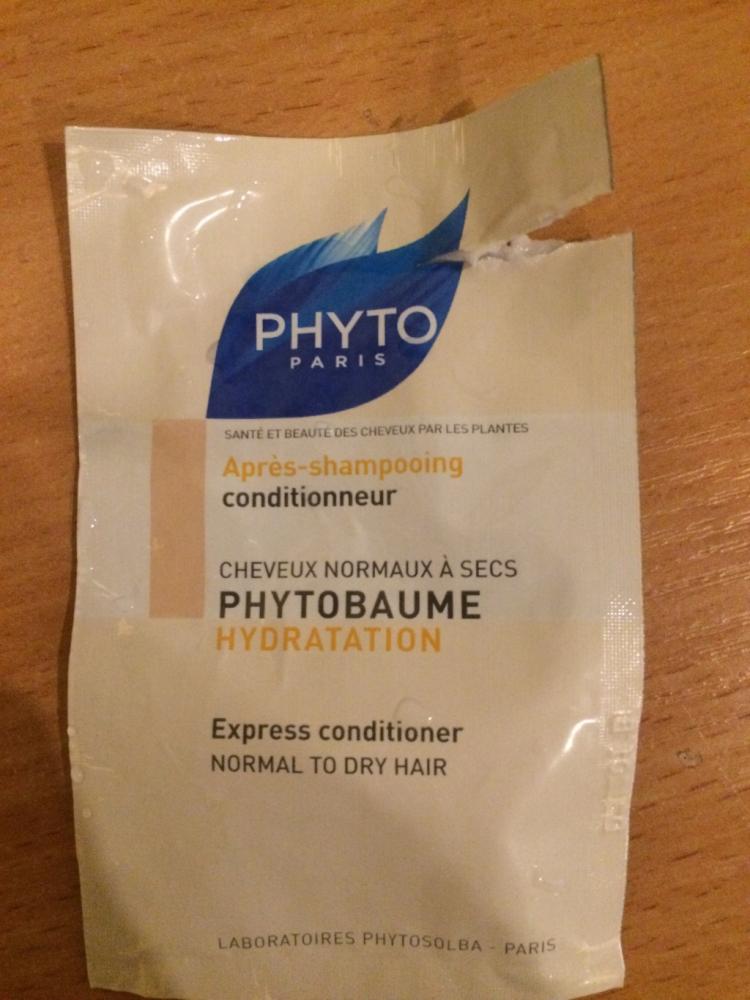 PHYTO
PARIS
SANTÉ ET BEAUTÉ DES CHEVEUX PAR LES PLANTES
Après-shampooing
conditionneur
CHEVEUX NORMAUX À SECS
PHYTOBAUME
HYDRATATION
Express conditioner
NORMAL TO DRY HAIR
LABORATOIRES PHYTOSOLBA - PARIS